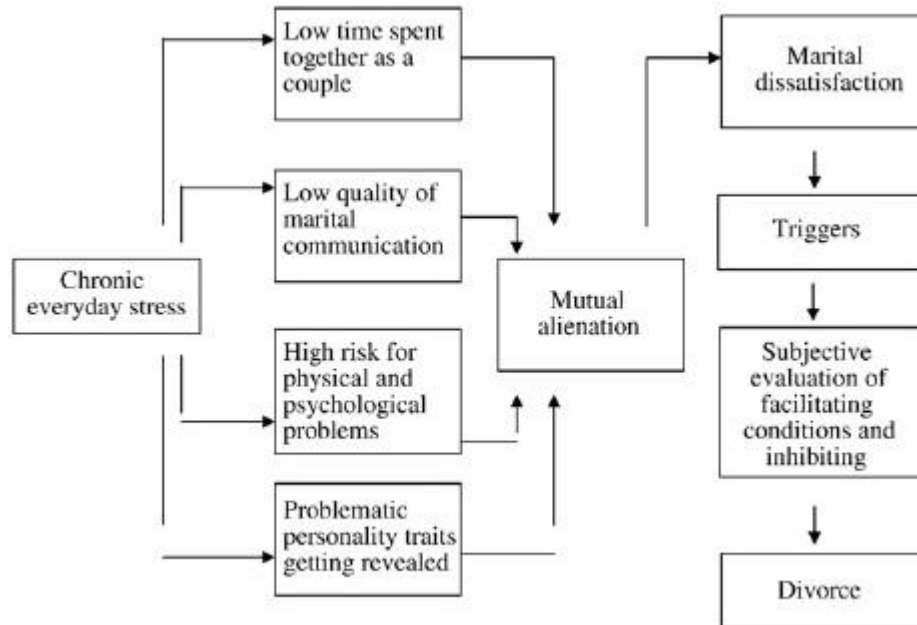 Low time spent
together as a
couple
Low quality of
marital
communication
Chronic
everyday stress
High risk for
physical and
psychological
problems
Problematic
personality traits
getting revealed
Mutual
alienation
Marital
dissatisfaction
Triggers
Subjective
evaluation of
facilitating
conditions and
inhibiting
Divorce